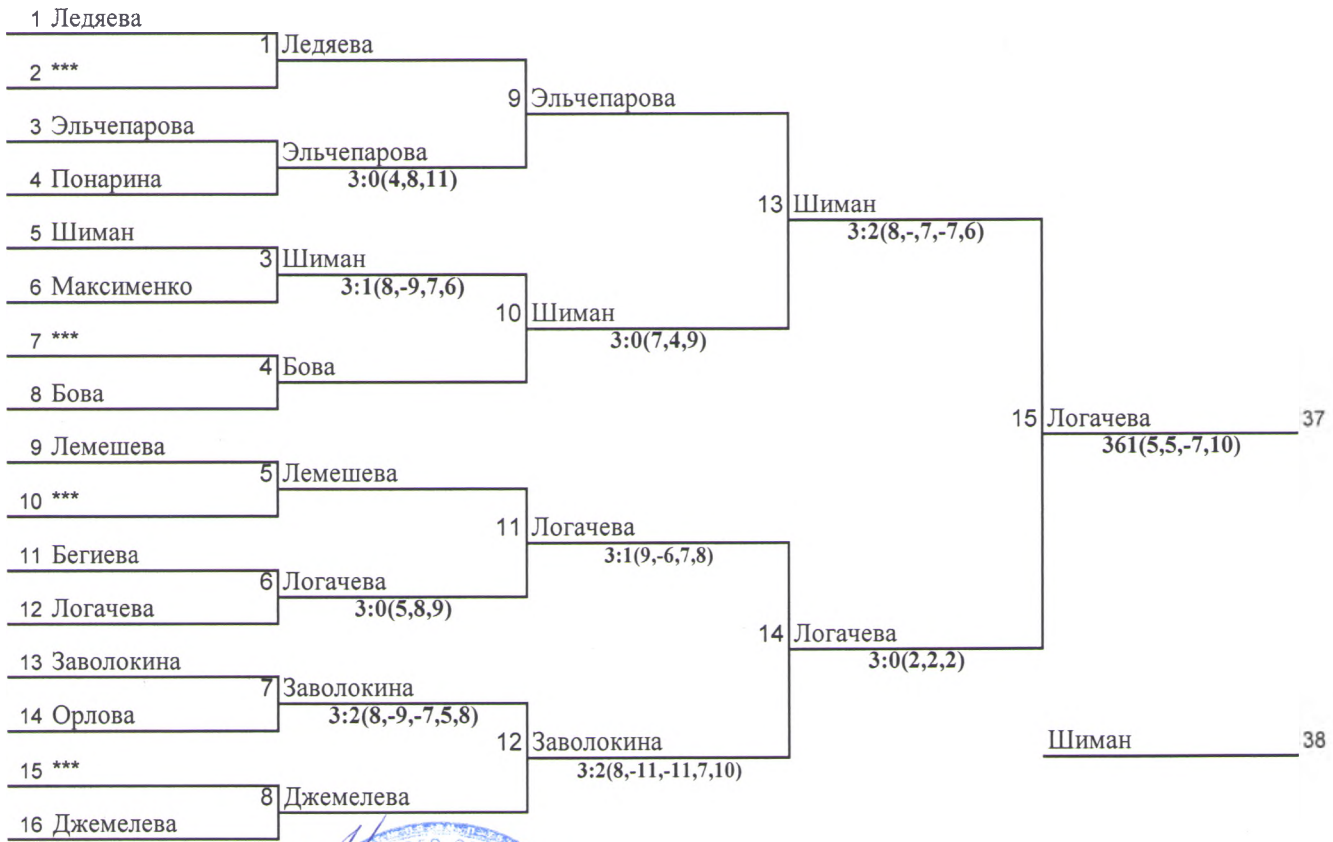 1 Ледяева
1 Ледяева
2 ***
9 Эльчепарова
3 Эльчепарова
Эльчепарова
4 Понарина
3:0(4,8,11)
13 Шиман
5 Шиман
3:2(8,-,7,-7,6)
3 Шиман
6 Максименко
3:1(8,-9,7,6)
10 Шиман
7 ***
3:0(7,4,9)
4 Бова
8 Бова
15 Логачева 37
9 Лемешева
361(5,5,-7,10)
5 Лемешева
10 ***
11 Логачева
11 Бегиева
3:1(9,-6,7,8)
6 Логачева
12 Логачева
3:0(5,8,9)
14 Логачева
13 Заволокина
3:0(2,2,2)
7 Заволокина
14 Орлова
3:2(8,-9,-7,5,8)
12 Заволокина
Шиман 38
15 ***
3:2(8,-11,-11,7,10)
8 Джемелева
16 Джемелева